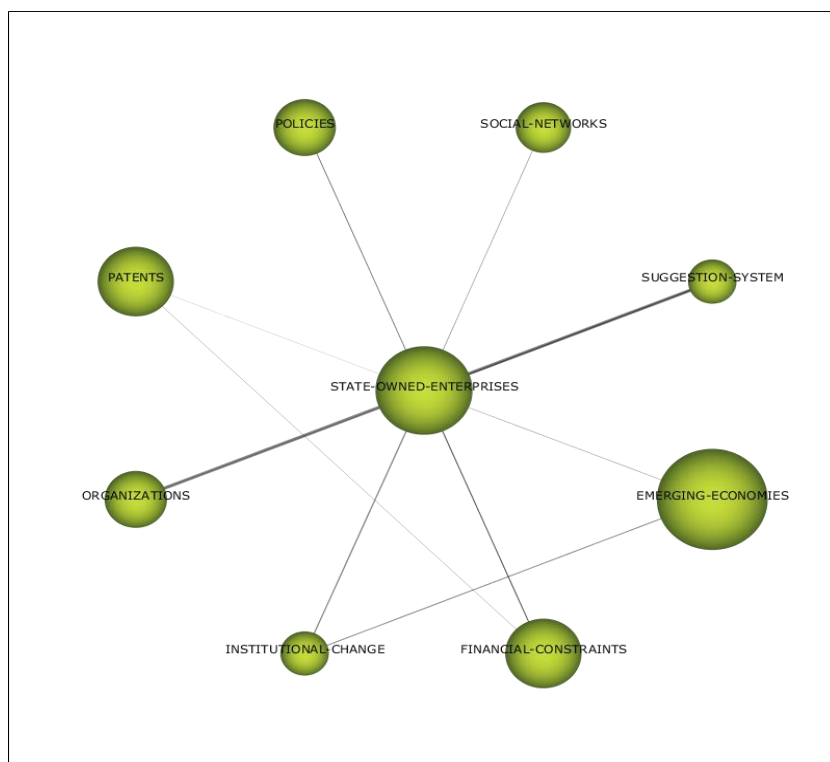 POLICIES
SOCIAL-NETWORKS
PATENTS
SUGGESTION-SYSTEM
STATE-OWNED-ENTERPRISES
ORGANIZATIONS
EMERGING-ECONOMIES
INSTITUTIONAL-CHANGE
FINANCIAL-CONSTRAINTS